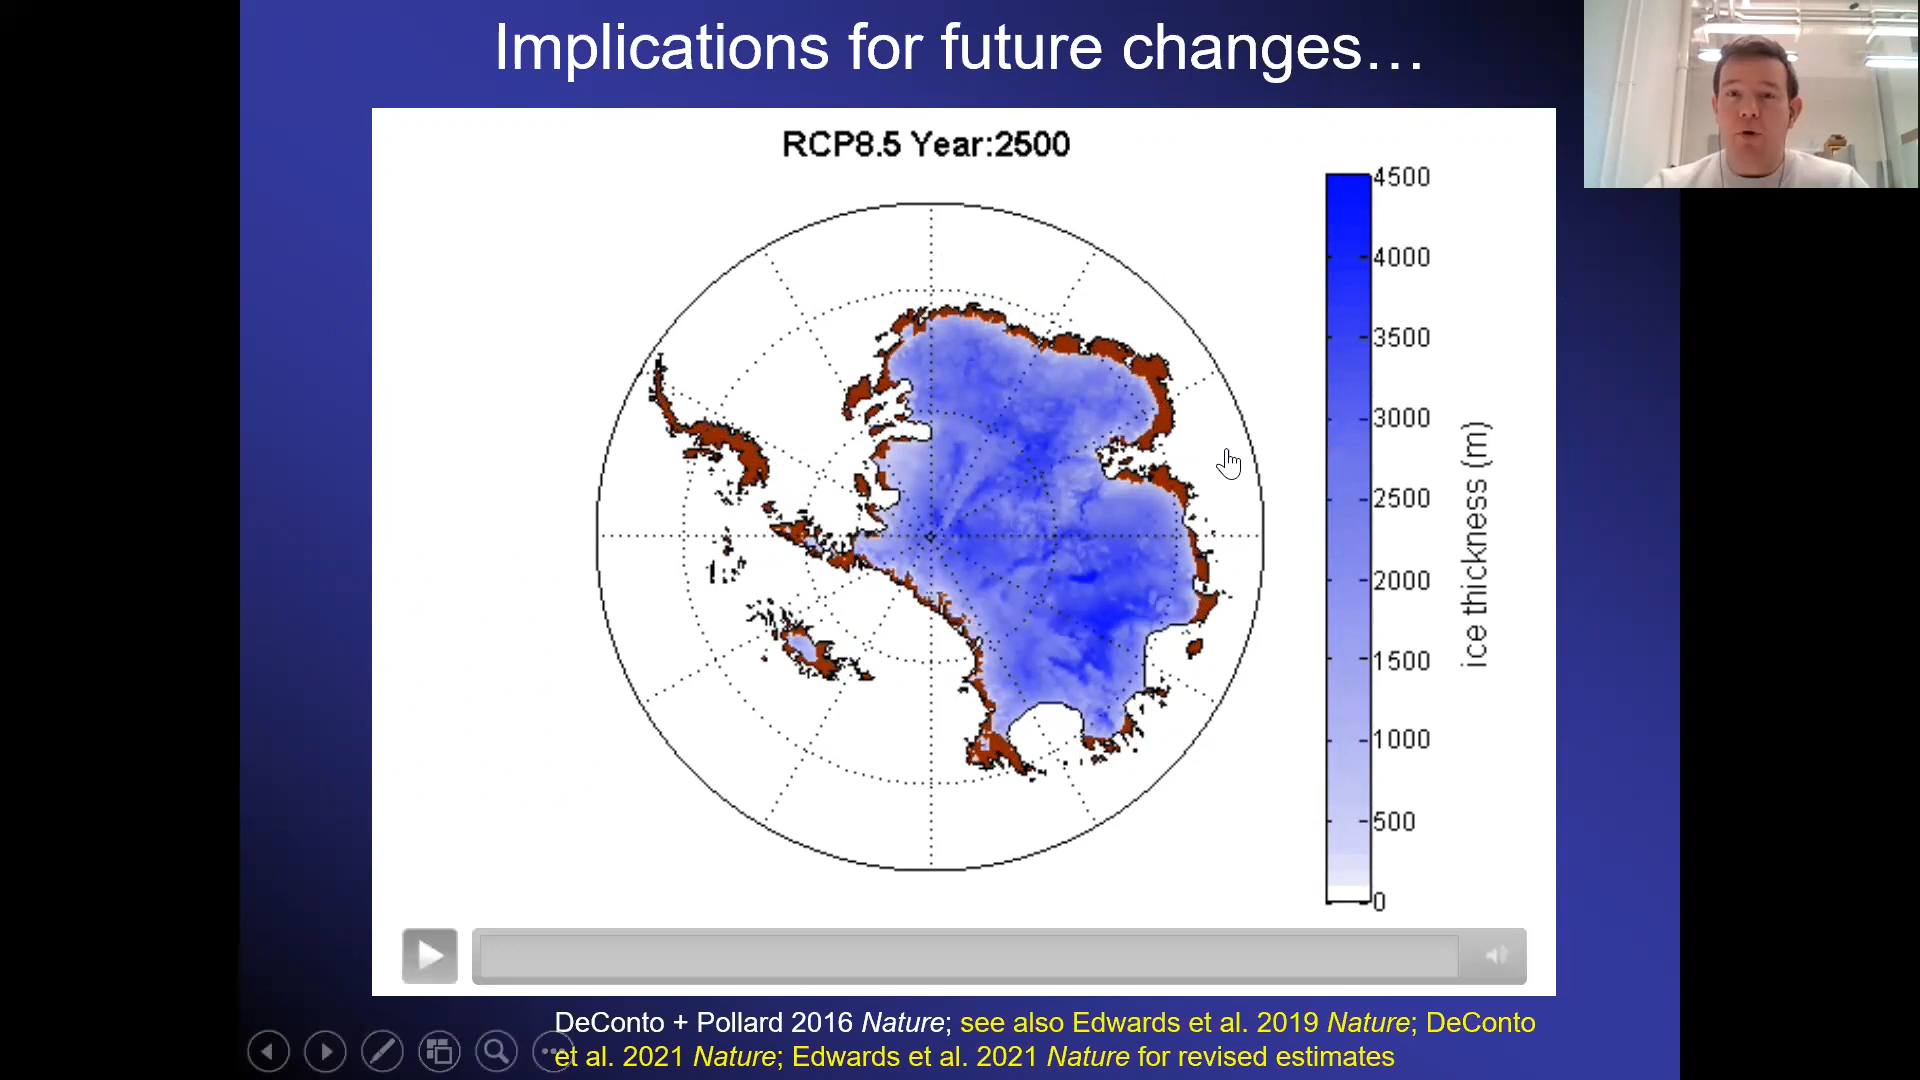 Implications for future changes…
RCP8.5 Year:2500
4500
4000
3500
3000
2500
2000
1500
1000
500
0
ice thickness (m)
DeConto + Pollard 2016 Nature; see also Edwards et al. 2019 Nature; DeConto
et al. 2021 Nature; Edwards et al. 2021 Nature for revised estimates